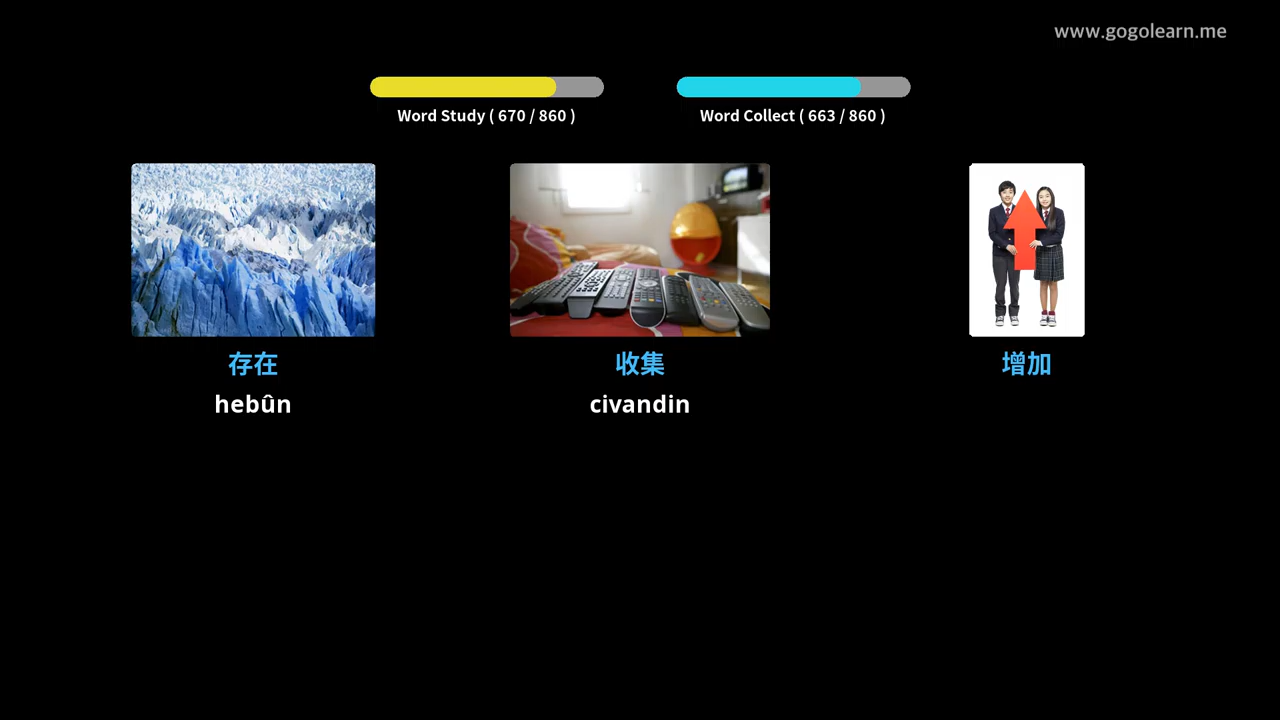 www.gogolearn.me
Word Study ( 670 / 860 )
Word Collect ( 663 / 860 )
存在
收集
增加
hebûn
civandin